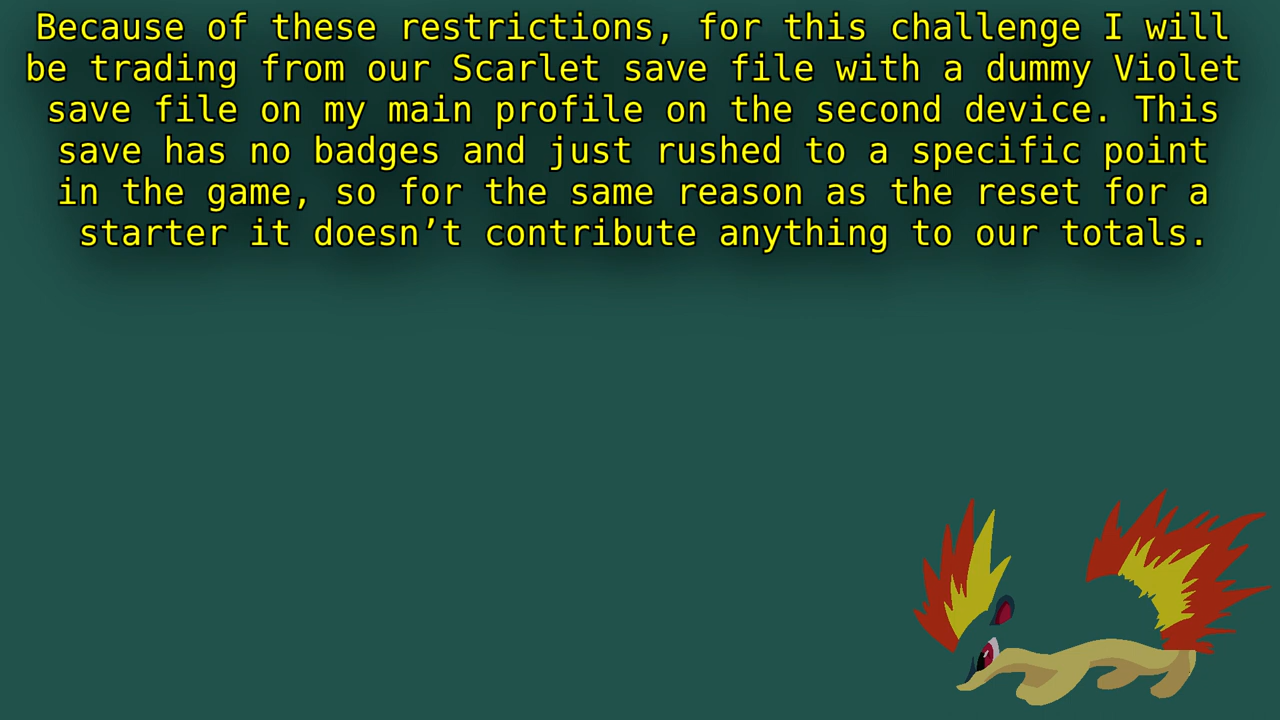 Because of these restrictions, for this challenge I will
be trading from our Scarlet save file with a dummy Violet
save file on my main profile on the second device. This
save has no badges and just rushed to a specific point
in the game, so for the same reason as the reset for a
starter it doesn’t contribute anything to our totals.